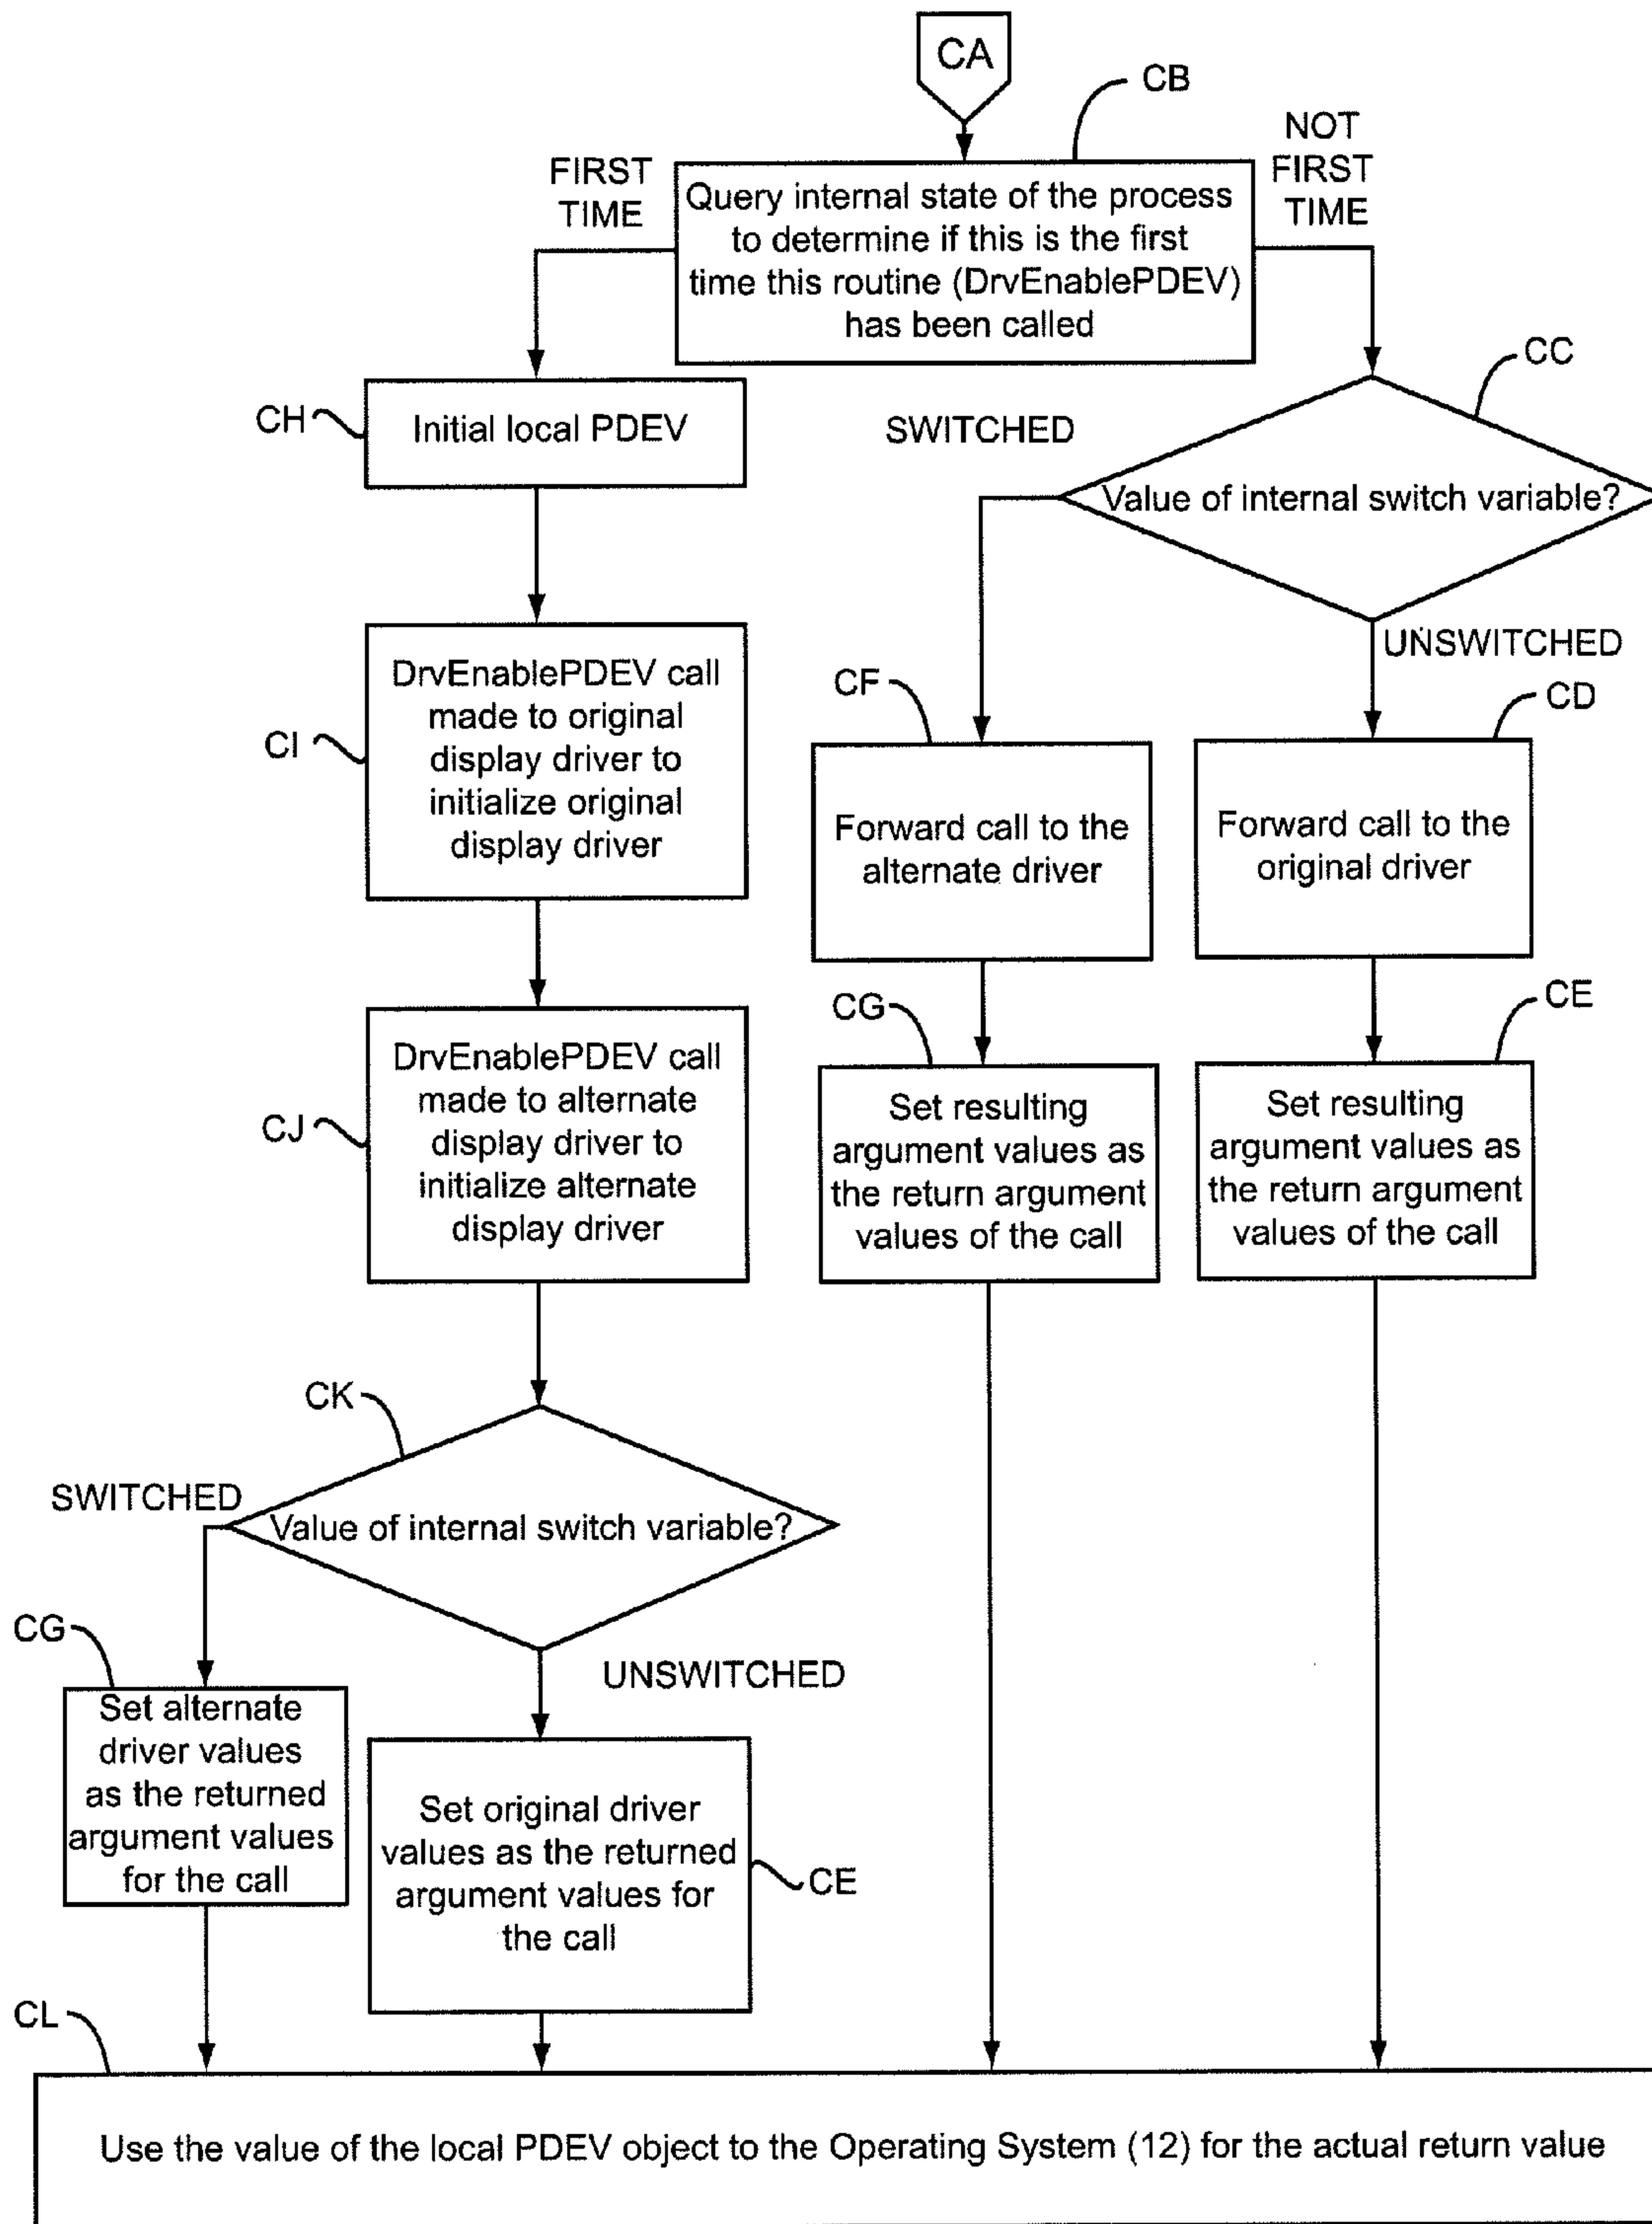 CA
CB
FIRST
TIME
NOT
FIRST
TIME
Query internal state of the process
to determine if this is the first
time this routine (DrvEnablePDEV)
has been called
CC
CH
Initial local PDEV
SWITCHED
Value of internal switch variable?
UNSWITCHED
CI
DrvEnablePDEV call
made to original
display driver to
initialize original
display driver
CF
Forward call to the
alternate driver
CD
Forward call to the
original driver
CJ
DrvEnablePDEV call
made to alternate
display driver to
initialize alternate
display driver
CG
Set resulting
argument values as
the return argument
values of the call
CE
Set resulting
argument values as
the return argument
values of the call
CK
SWITCHED
Value of internal switch variable?
UNSWITCHED
CG
Set alternate
driver values
as the returned
argument values
for the call
Set original driver
values as the returned
argument values for
the call
CE
CL
Use the value of the local PDEV object to the Operating System (12) for the actual return value